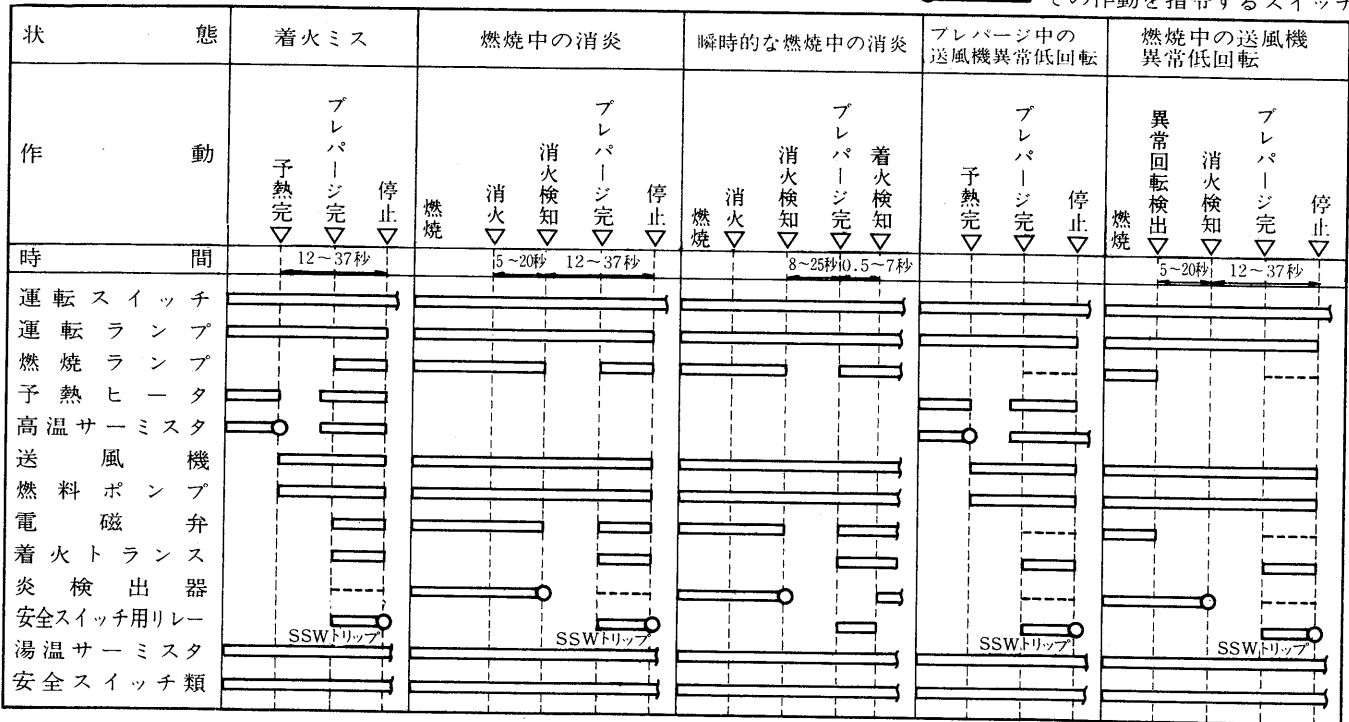 での作動を指令するスイッチ
状態
着火ミス
燃焼中の消炎
瞬時的な燃焼中の消炎
プレパージ中の
送風機異常低回転
燃焼中の送風機
異常低回転
作動
予熱完
プレパージ完
停止
燃焼
消火
消火検知
プレパージ完
停止
燃焼
消火
消火検知
プレパージ完
着火検知
予熱完
プレパージ完
停止
燃焼
異常回転検出
消火検知
プレパージ完
停止
時間
12~37秒
5~20秒
12~37秒
8~25秒
0.5~7秒
5~20秒
12~37秒
運転スイッチ
運転ランプ
燃焼ランプ
予熱ヒータ
高温サーミスタ
送風機
燃料ポンプ
電磁弁
着火トランス
炎検出器
安全スイッチ用リレー
SSWトリップ
SSWトリップ
SSWトリップ
SSWトリップ
湯温サーミスタ
安全スイッチ類